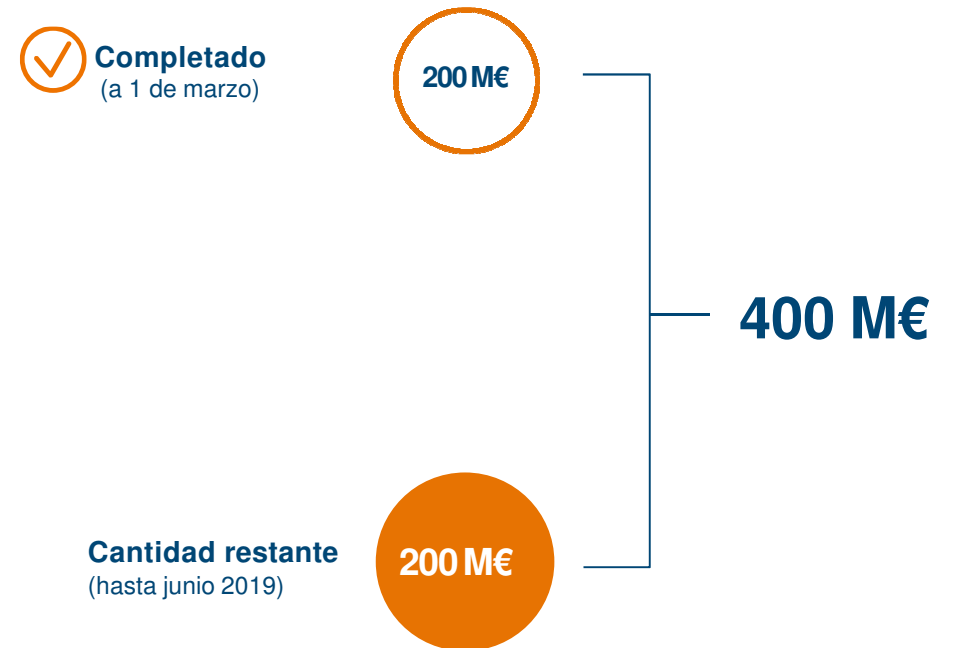 Completado
(a 1 de marzo)
200 M€
400 M€
Cantidad restante
(hasta junio 2019)
200 M€